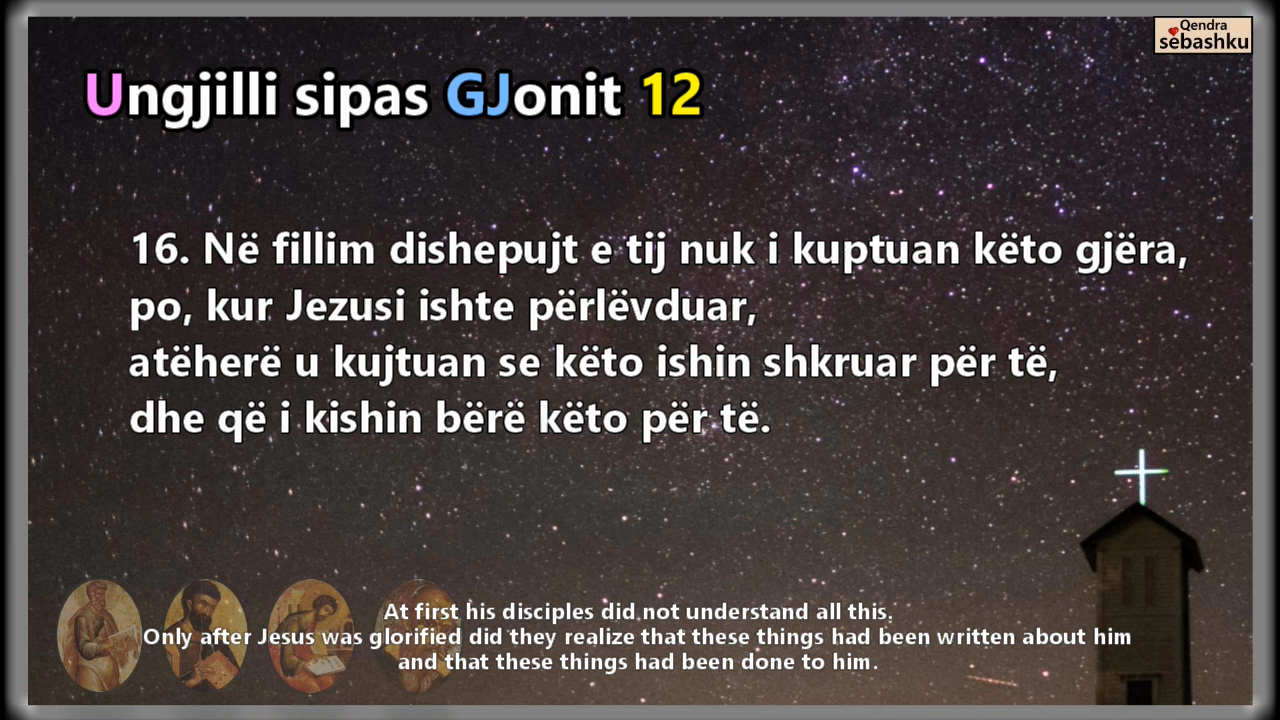 Qendra
sebashku
Ungjilli sipas GJonit 12
16. Në fillim dishepujt e tij nuk i kuptuan këto gjëra,
po, kur Jezusi ishte përlëvduar,
atëherë u kujtuan se këto ishin shkruar për të,
dhe që i kishin bërë këto për të.
At first his disciples did not understand all this.
Only after Jesus was glorified did they realize that these things had been written about him
and that these things had been done to him.